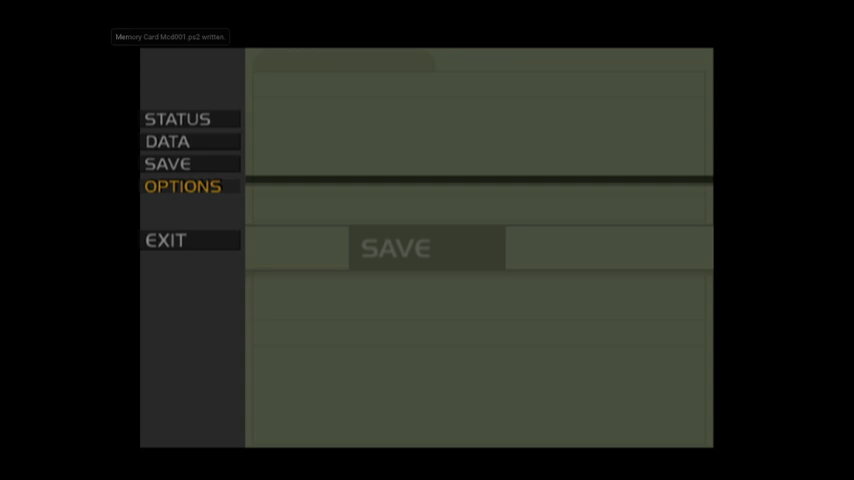 Memory Card Mcd001.ps2 written.
STATUS
DATA
SAVE
OPTIONS
EXIT
SAVE